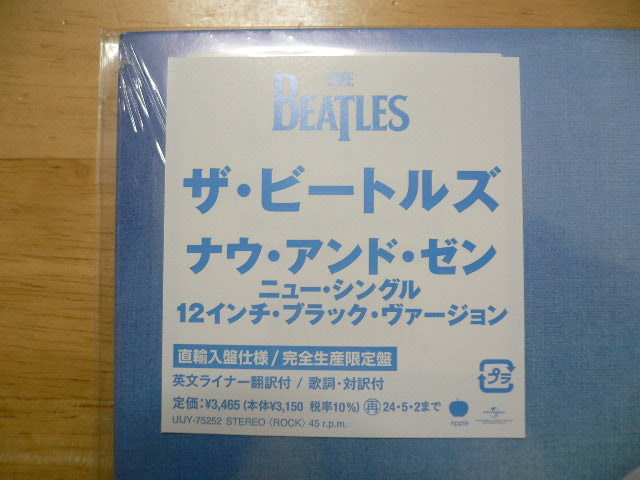 THE
BEATLES
ザ・ビートルズ
ナウ・アンド・ゼン
ニュー・シングル
12インチ・ブラック・ヴァージョン
直輸入盤仕様/完全生産限定盤
英文ライナー翻訳付 / 歌詞・対訳付
定価:¥3,465(本体¥3,150 税率10%) 再 24・5・2まで
UIJY-75252 STEREO〈ROCK〉45 r.p.m.
プラ
Apple
UNIVERSAL